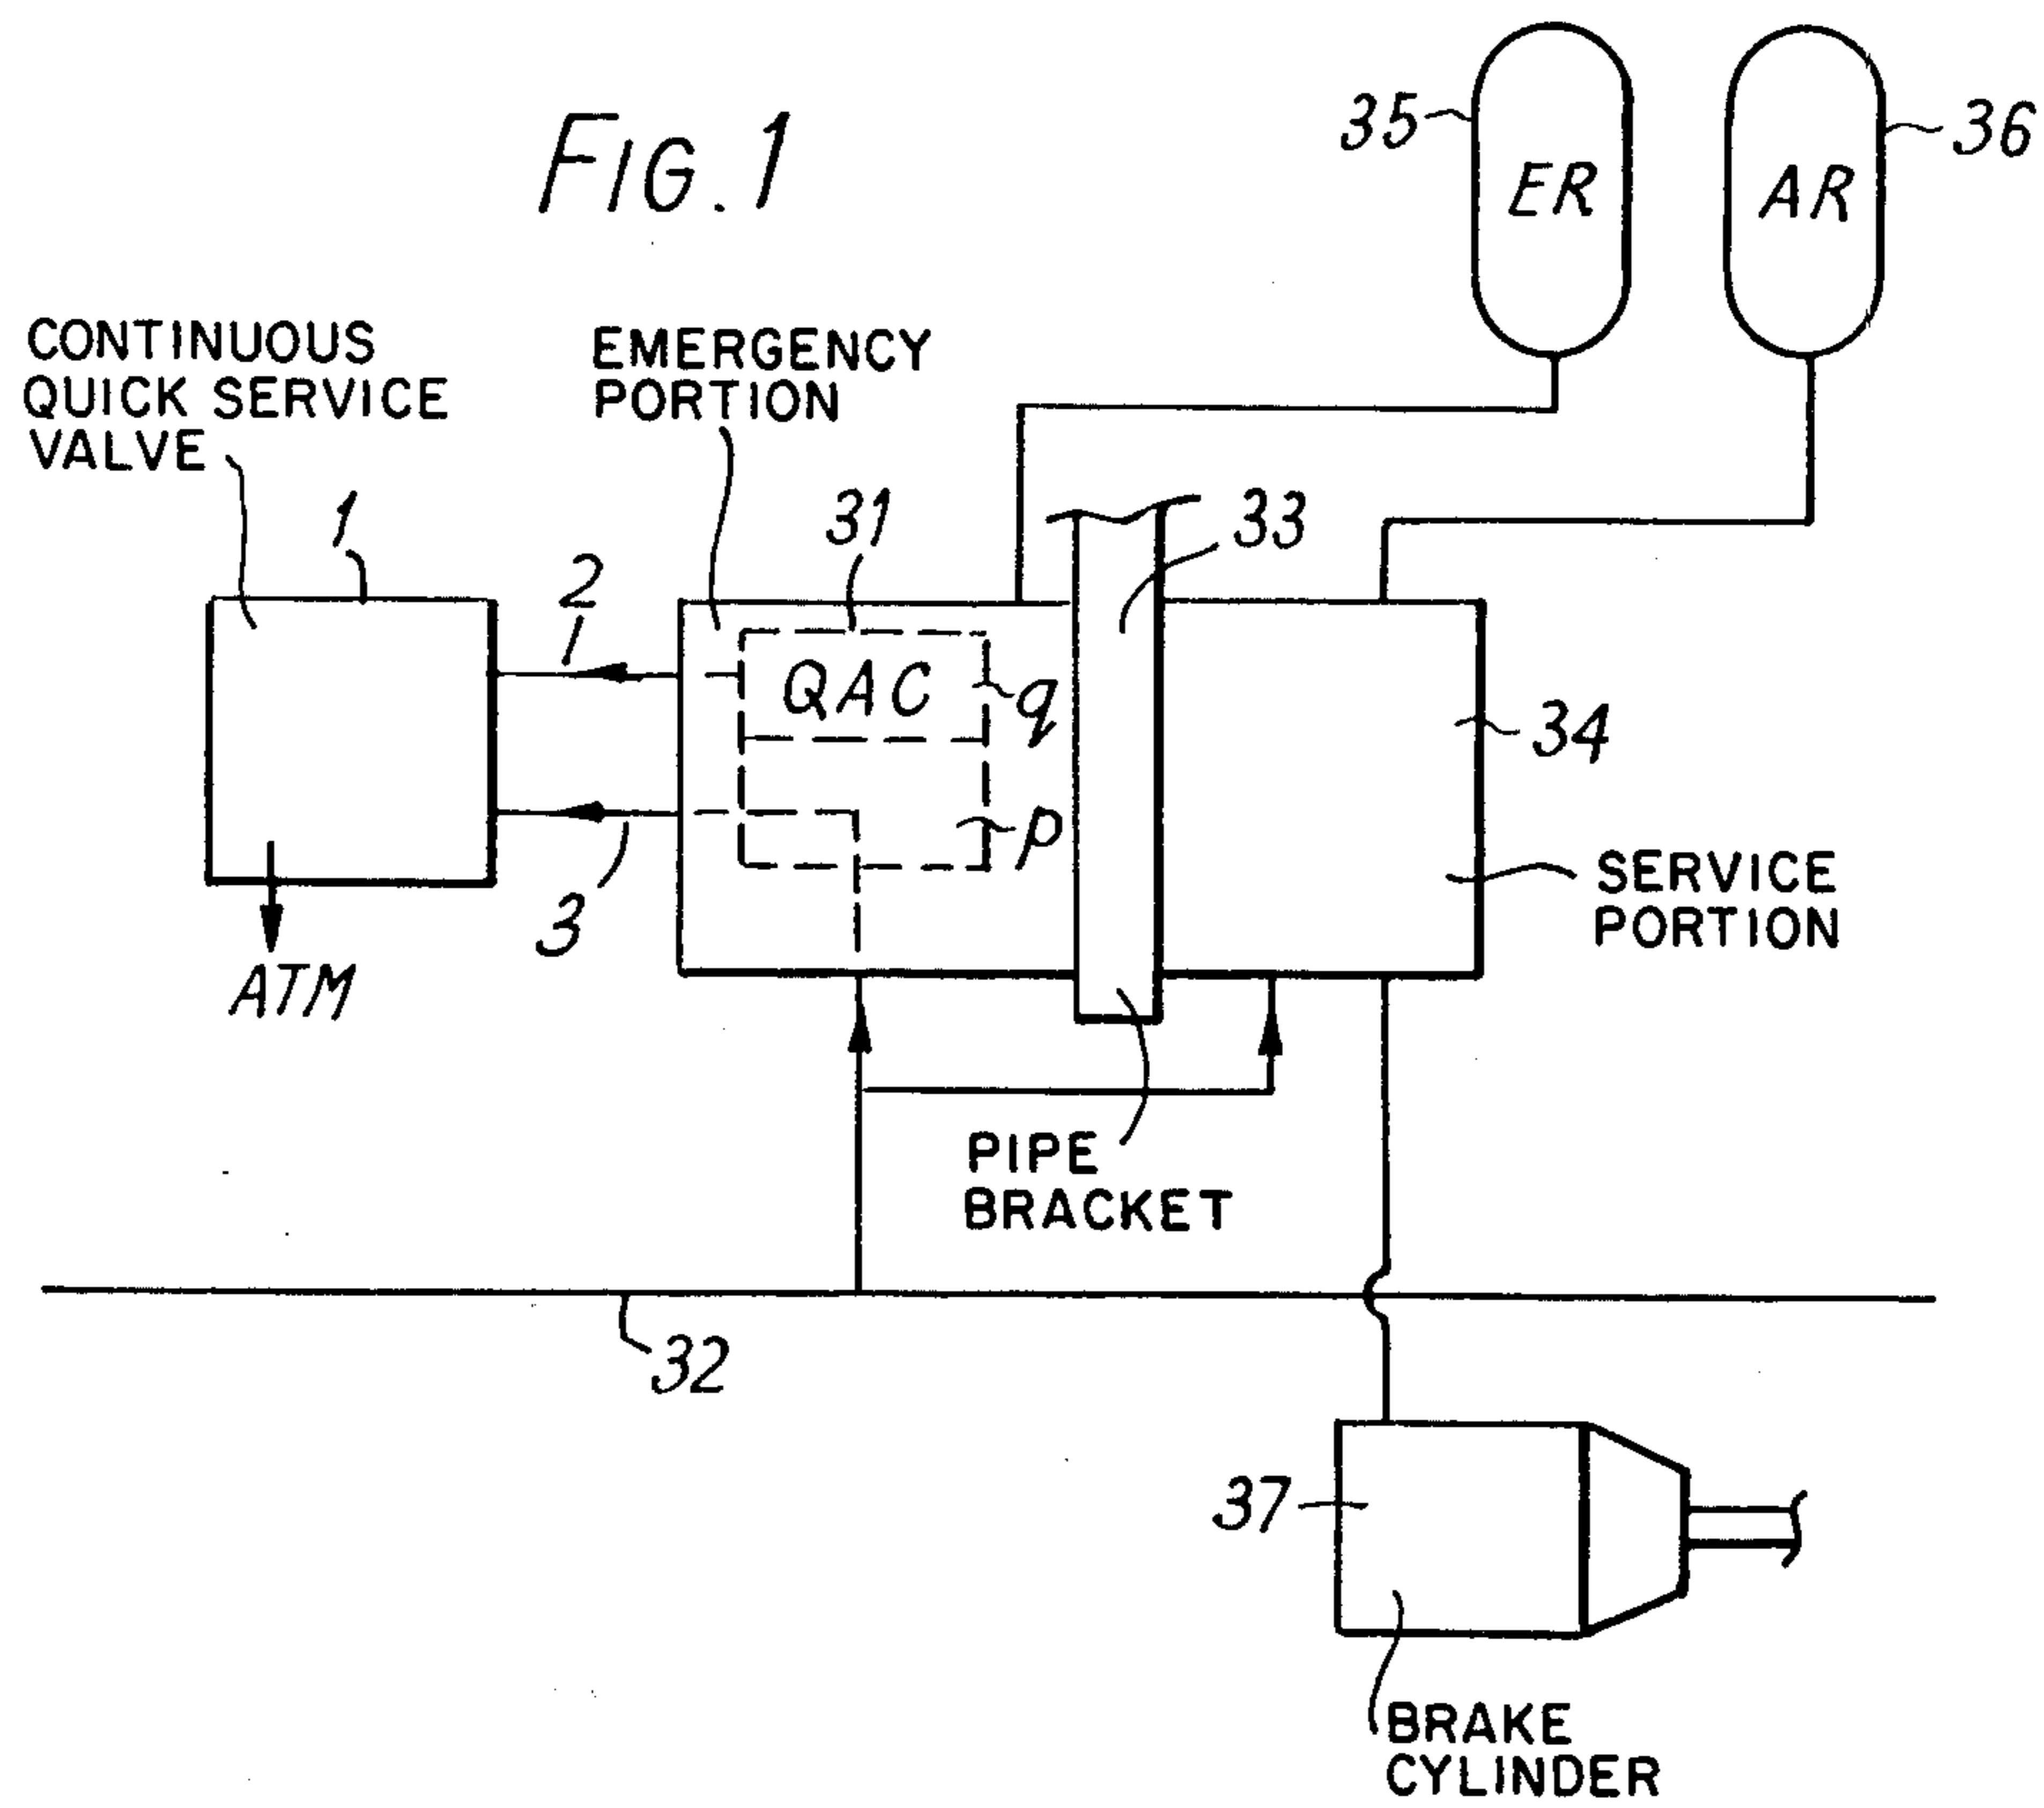 FIG. 1
35
ER
AR
36
CONTINUOUS
QUICK SERVICE
VALVE
EMERGENCY
PORTION
1
2
31
33
QAC
q
34
p
3
SERVICE
PORTION
ATM
PIPE
BRACKET
32
37
BRAKE
CYLINDER